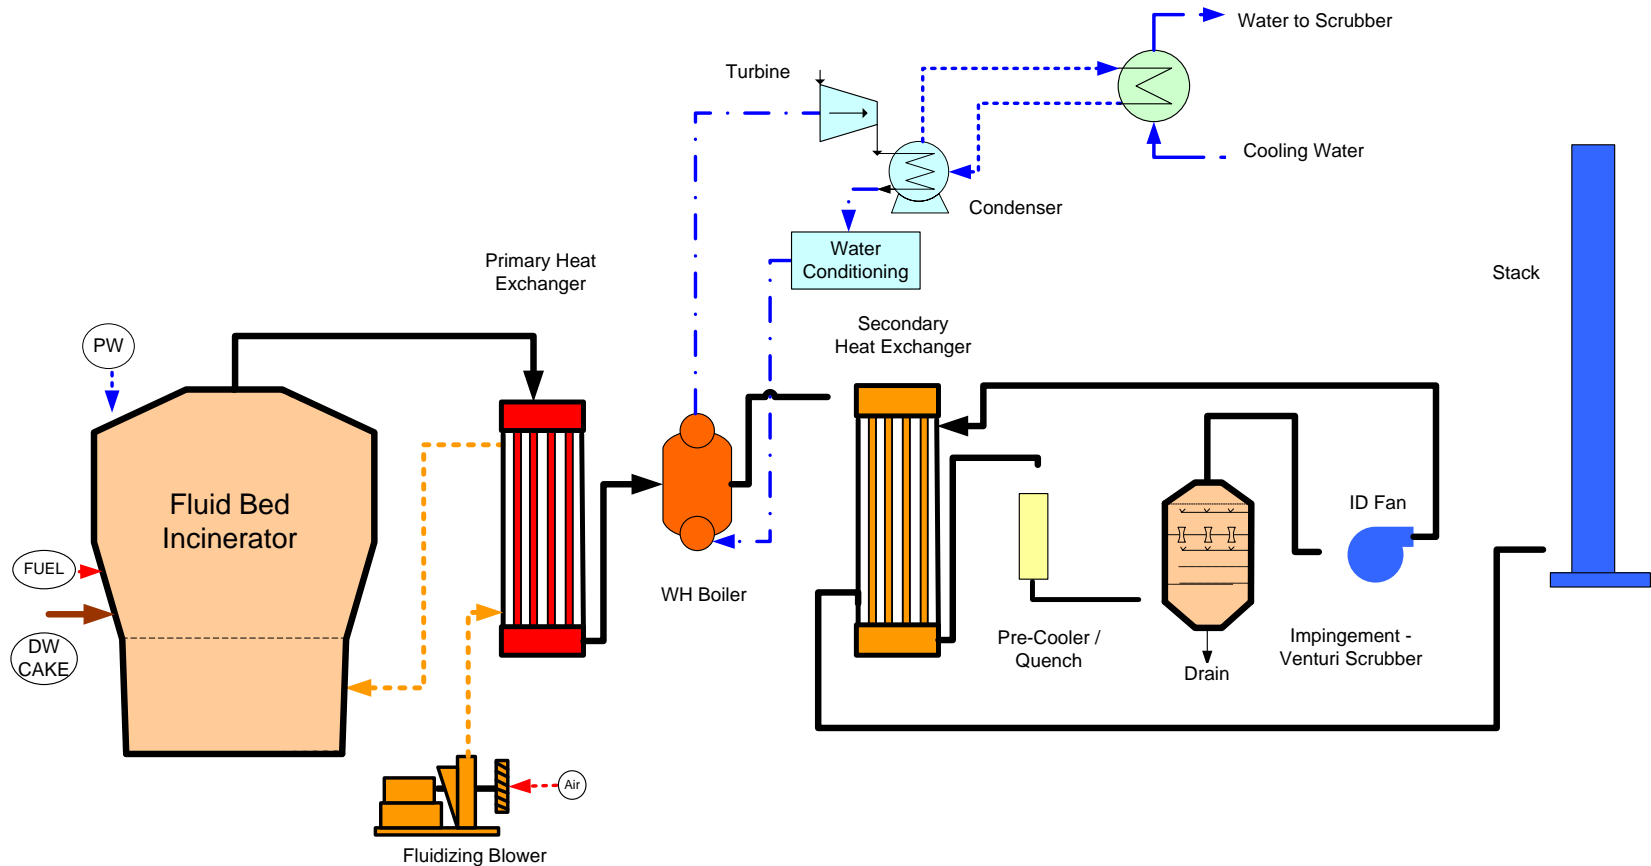 Water to Scrubber
Turbine
Cooling Water
Condenser
Water
Conditioning
Primary Heat
Exchanger
Stack
Secondary
Heat Exchanger
PW
Fluid Bed
Incinerator
ID Fan
FUEL
WH Boiler
DW
CAKE
Pre-Cooler /
Quench
Impingement -
Venturi Scrubber
Drain
Air
Fluidizing Blower